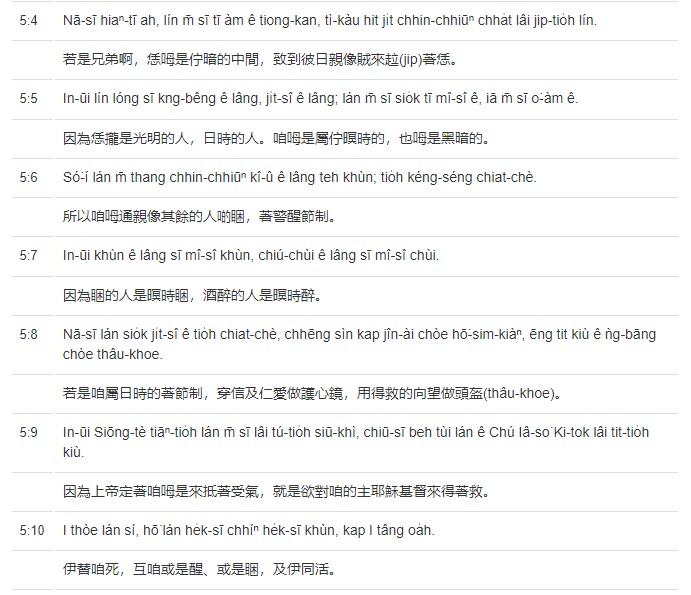 5:4 Nā-sī hiaⁿ-tī ah, lín m̄ sī tī àm ê tiong-kan, tì-kàu hit ji̍t chhin-chhiūⁿ chha̍t lâi ji̍p-tio̍h lín.
若是兄弟啊，恁呣是佇暗的中間，致到彼日親像賊來趈(ji̍p)著恁。
5:5 In-ūi lín lóng sī kng-bêng ê lâng, ji̍t-sî ê lâng; lán m̄ sī sio̍k tī mî-sî ê, iā m̄ sī o͘-àm ê.
因為恁攏是光明的人，日時的人。咱呣是屬佇暝時的，也呣是黑暗的。
5:6 Só͘-í lán m̄ thang chhin-chhiūⁿ kî-û ê lâng teh khùn; tio̍h kéng-séng chiat-chè.
所以咱呣通親像其餘的人啲睏，著警醒節制。
5:7 In-ūi khùn ê lâng sī mî-sî khùn, chiú-chùi ê lâng sī mî-sî chùi.
因為睏的人是暝時睏，酒醉的人是暝時醉。
5:8 Nā-sī lán sio̍k ji̍t-sî ê tio̍h chiat-chè, chhēng sìn kap jîn-ài chòe hō͘-sim-kiàⁿ, ēng tit kiù ê ǹg-bāng
chòe thâu-khoe.
若是咱屬日時的著節制，穿信及仁愛做護心鏡，用得救的向望做頭盔(thâu-khoe)。
5:9 In-ūi Siōng-tè tiāⁿ-tio̍h lán m̄ sī lâi tú-tio̍h siū-khì, chiū-sī beh tùi lán ê Chú Iâ-so͘ Ki-tok lâi tit-tio̍h
kiù.
因為上帝定著咱呣是來抵著受氣，就是欲對咱的主耶穌基督來得著救。
5:10 I thòe lán sí, hō͘ lán he̍k-sī chhíⁿ he̍k-sī khùn, kap I tâng oa̍h.
伊替咱死，互咱或是醒、或是睏，及伊同活。